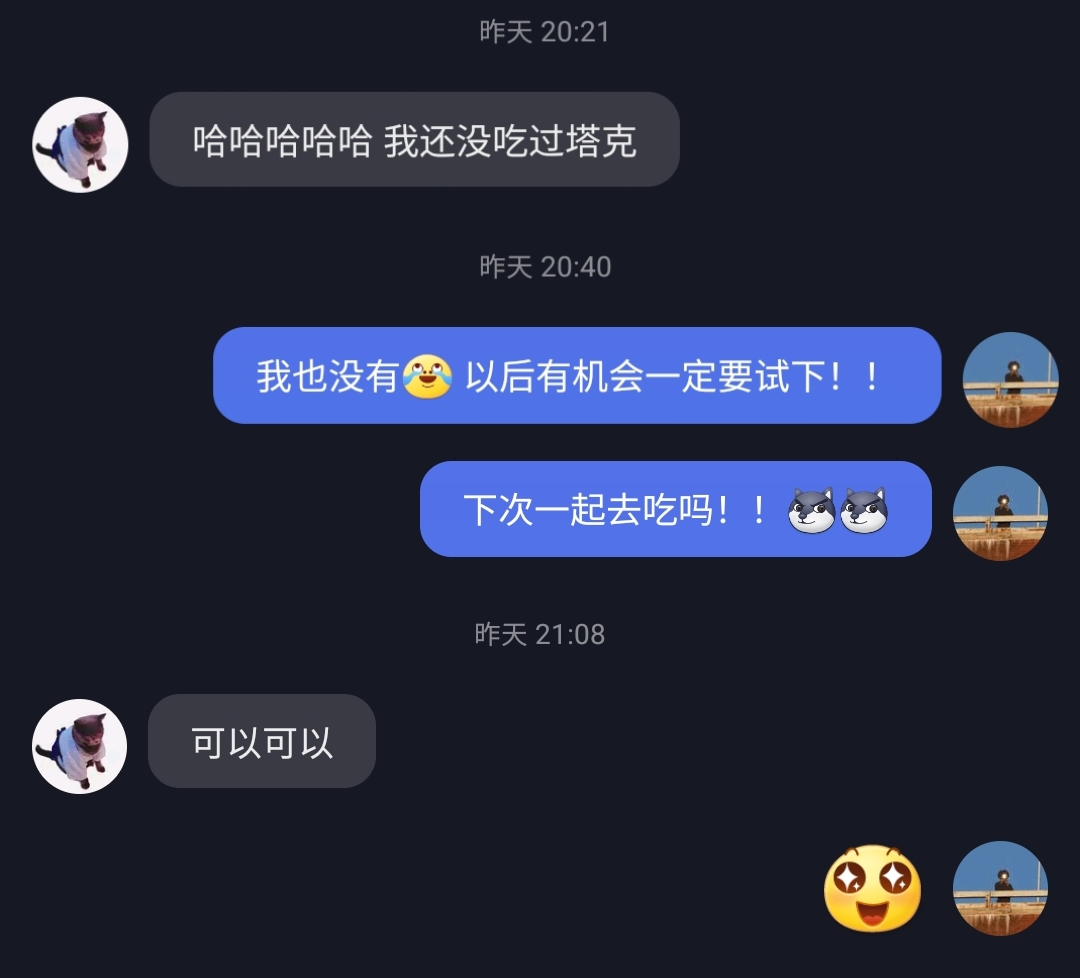 昨天 20:21
哈哈哈哈哈 我还没吃过塔克
昨天 20:40
我也没有😂 以后有机会一定要试下！！
下次一起去吃吗！！
昨天 21:08
可以可以